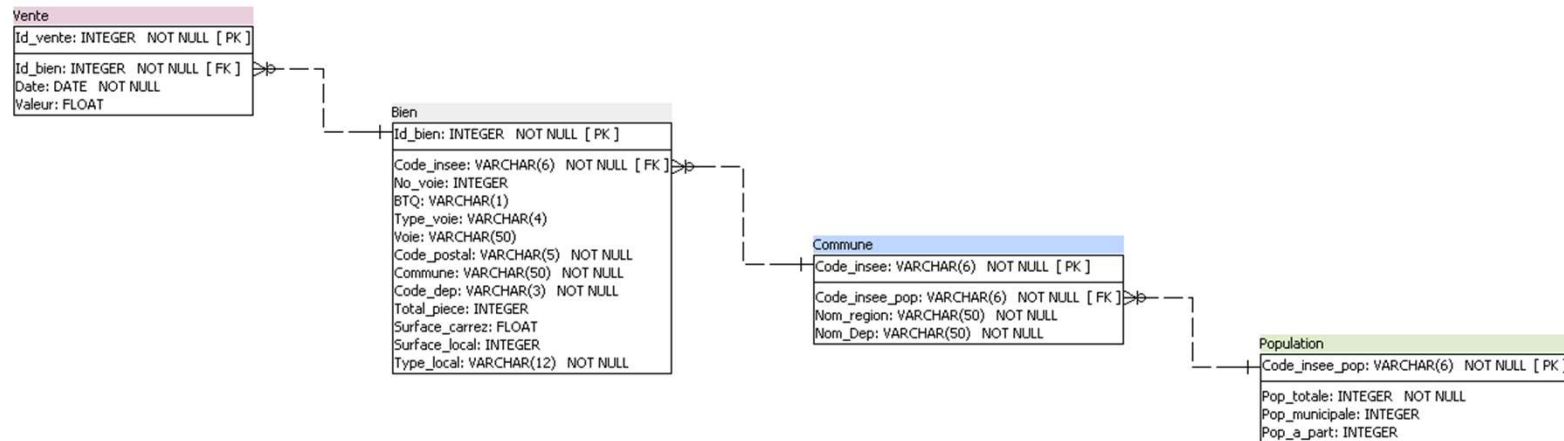 Vente
Id_vente: INTEGER NOT NULL [ PK ]
Id_bien: INTEGER NOT NULL [ FK ]
Date: DATE NOT NULL
Valeur: FLOAT
Bien
Id_bien: INTEGER NOT NULL [ PK ]
Code_insee: VARCHAR(6) NOT NULL [ FK ]
No_voie: INTEGER
BTQ: VARCHAR(1)
Type_voie: VARCHAR(4)
Voie: VARCHAR(50)
Code_postal: VARCHAR(5) NOT NULL
Commune: VARCHAR(50) NOT NULL
Code_dep: VARCHAR(3) NOT NULL
Total_piece: INTEGER
Surface_carrez: FLOAT
Surface_local: INTEGER
Type_local: VARCHAR(12) NOT NULL
Commune
Code_insee: VARCHAR(6) NOT NULL [ PK ]
Code_insee_pop: VARCHAR(6) NOT NULL [ FK ]
Nom_region: VARCHAR(50) NOT NULL
Nom_Dep: VARCHAR(50) NOT NULL
Population
Code_insee_pop: VARCHAR(6) NOT NULL [ PK ]
Pop_totale: INTEGER NOT NULL
Pop_municipale: INTEGER
Pop_a_part: INTEGER